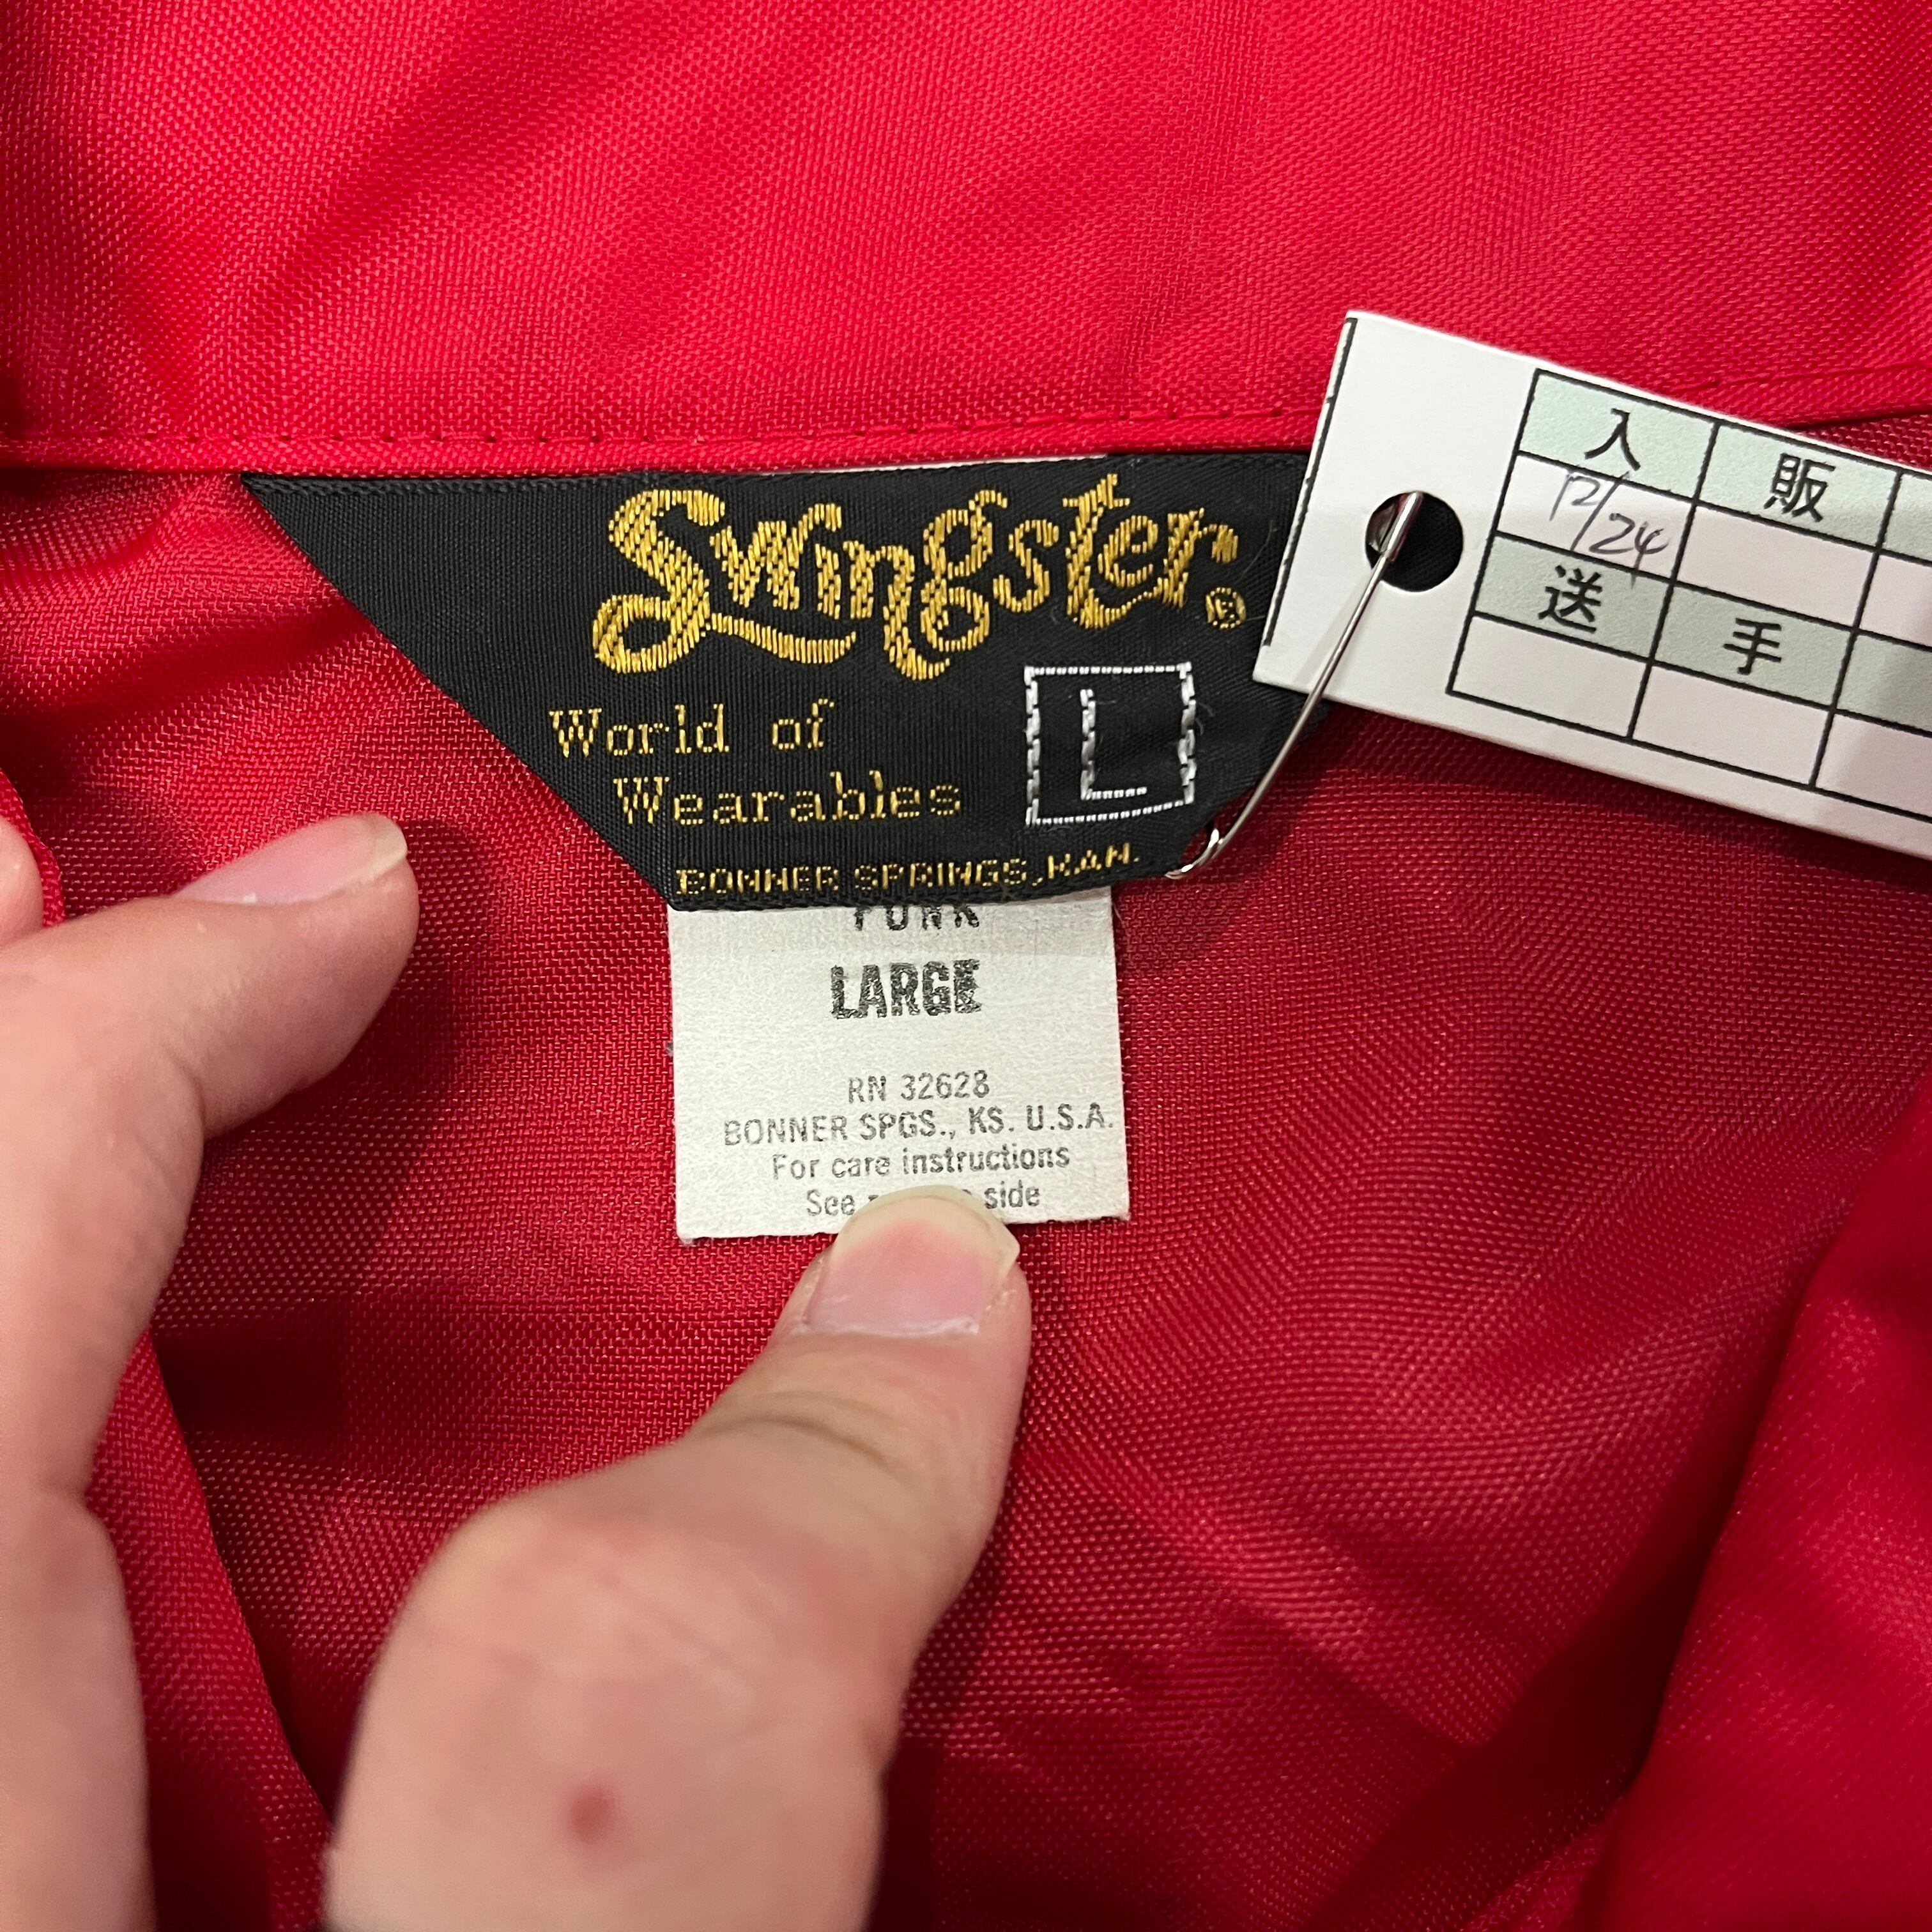 Swingster®
World of
Wearables
L
BONNER SPRINGS, KAN.
LARGE
RN 32628
BONNER SPGS., KS. U.S.A.
For care instructions
See side
入 販
12/24
送 手